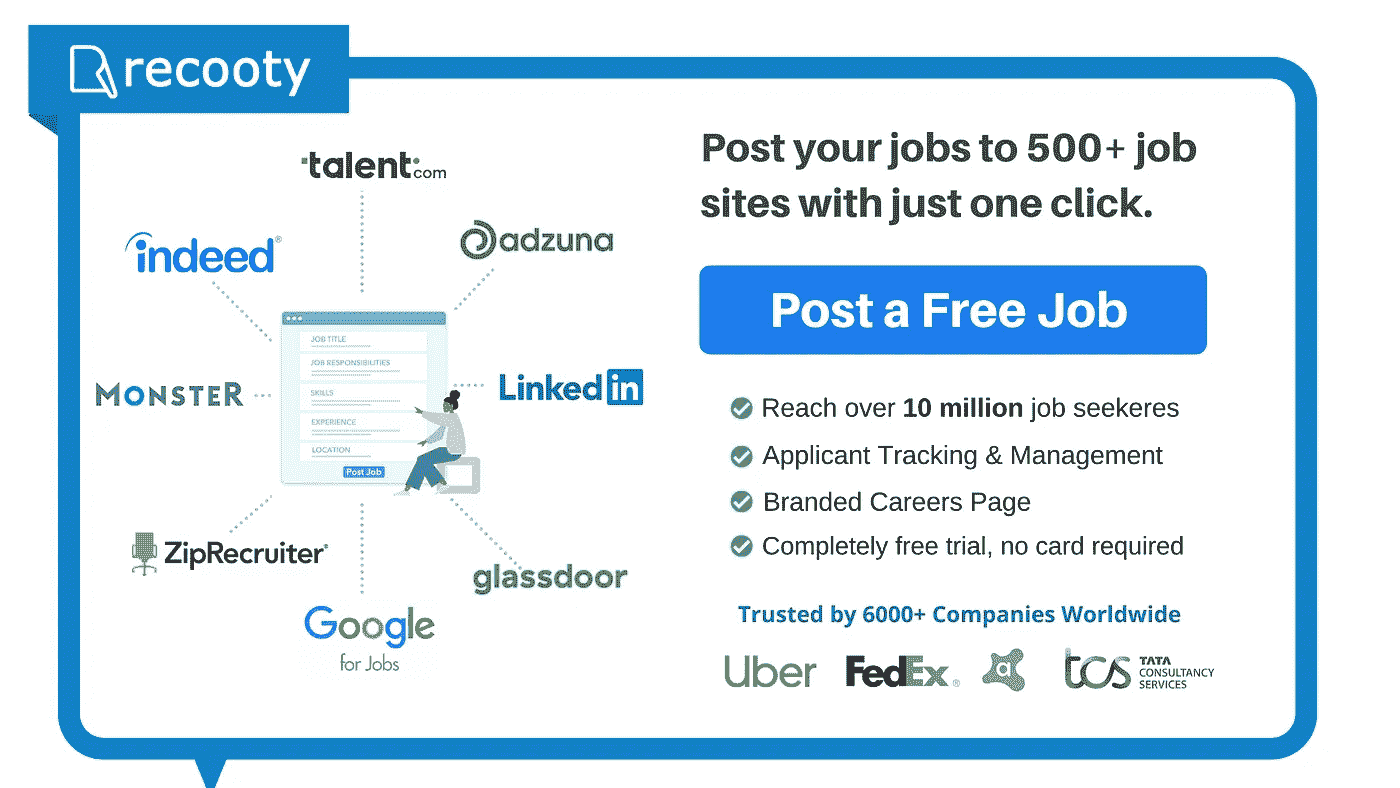 recooty
talent.com
indeed®
adzuna
MONSTER
JOB TITLE
JOB RESPONSIBILITIES
SKILLS
EXPERIENCE
LOCATION
Post Job
Linked in
ZipRecruiter
glassdoor
Google
for Jobs
Post your jobs to 500+ job
sites with just one click.
Post a Free Job
Reach over 10 million job seekeres
Applicant Tracking & Management
Branded Careers Page
Completely free trial, no card required
Trusted by 6000+ Companies Worldwide
Uber
FedEx®
tcs TATA
CONSULTANCY
SERVICES